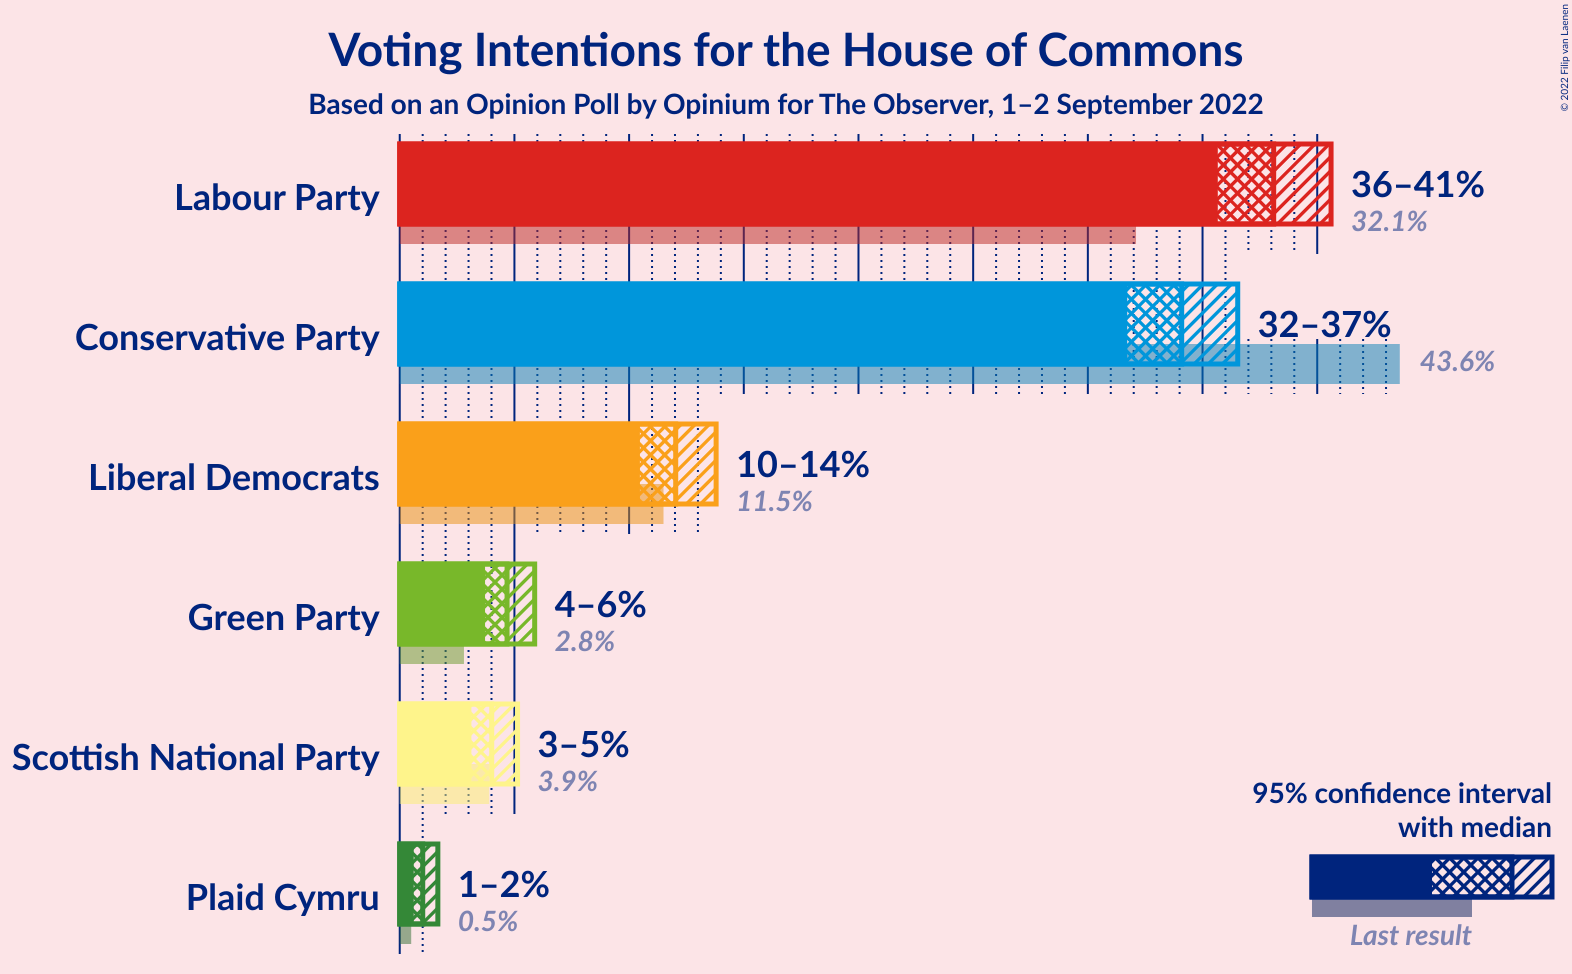 Voting Intentions for the House of Commons
Based on an Opinion Poll by Opinium for The Observer, 1–2 September 2022
© 2022 Filip van Laenen
Labour Party
36–41%
32.1%
Conservative Party
32–37%
43.6%
Liberal Democrats
10–14%
11.5%
Green Party
4–6%
2.8%
Scottish National Party
3–5%
3.9%
Plaid Cymru
1–2%
0.5%
95% confidence interval
with median
Last result